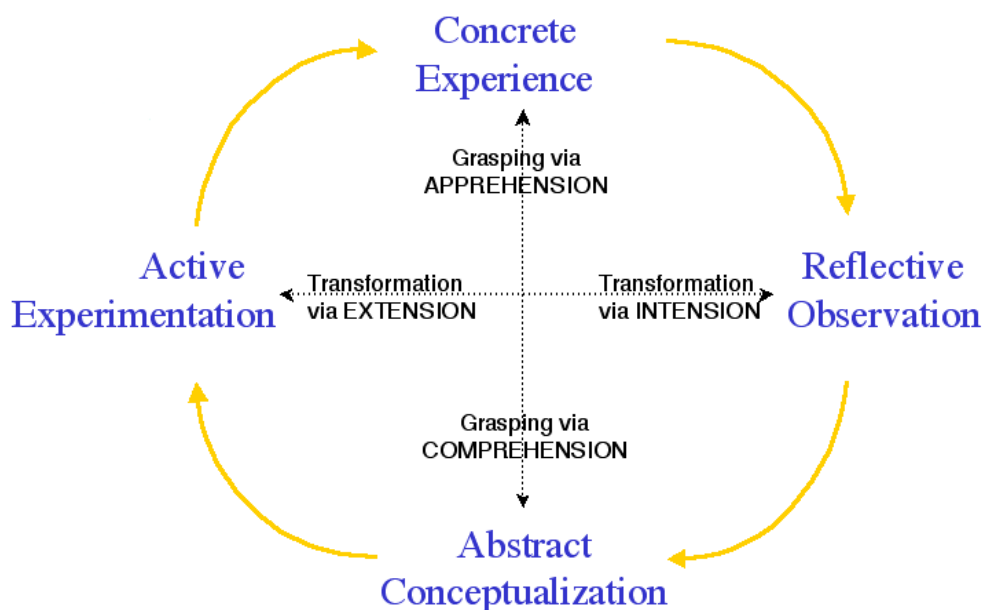 Concrete
Experience
Grasping via
APPREHENSION
Active
Experimentation
Transformation
via EXTENSION
Transformation
via INTENSION
Reflective
Observation
Grasping via
COMPREHENSION
Abstract
Conceptualization